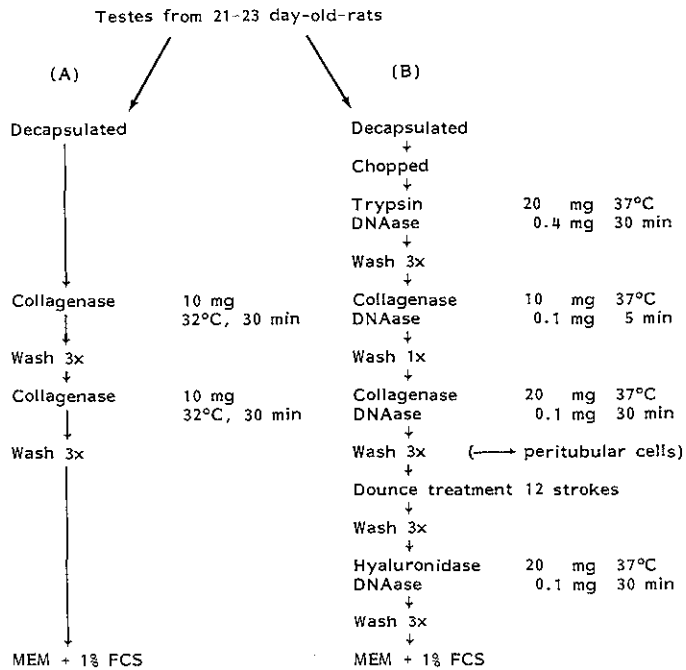 Testes from 21-23 day-old-rats
(A)
Decapsulated
Collagenase 10 mg
32°C, 30 min
Wash 3x
Collagenase 10 mg
32°C, 30 min
Wash 3x
MEM + 1% FCS
(B)
Decapsulated
Chopped
Trypsin 20 mg 37°C
DNAase 0.4 mg 30 min
Wash 3x
Collagenase 10 mg 37°C
DNAase 0.1 mg 5 min
Wash 1x
Collagenase 20 mg 37°C
DNAase 0.1 mg 30 min
Wash 3x (⟶ peritubular cells)
Dounce treatment 12 strokes
Wash 3x
Hyaluronidase 20 mg 37°C
DNAase 0.1 mg 30 min
Wash 3x
MEM + 1% FCS